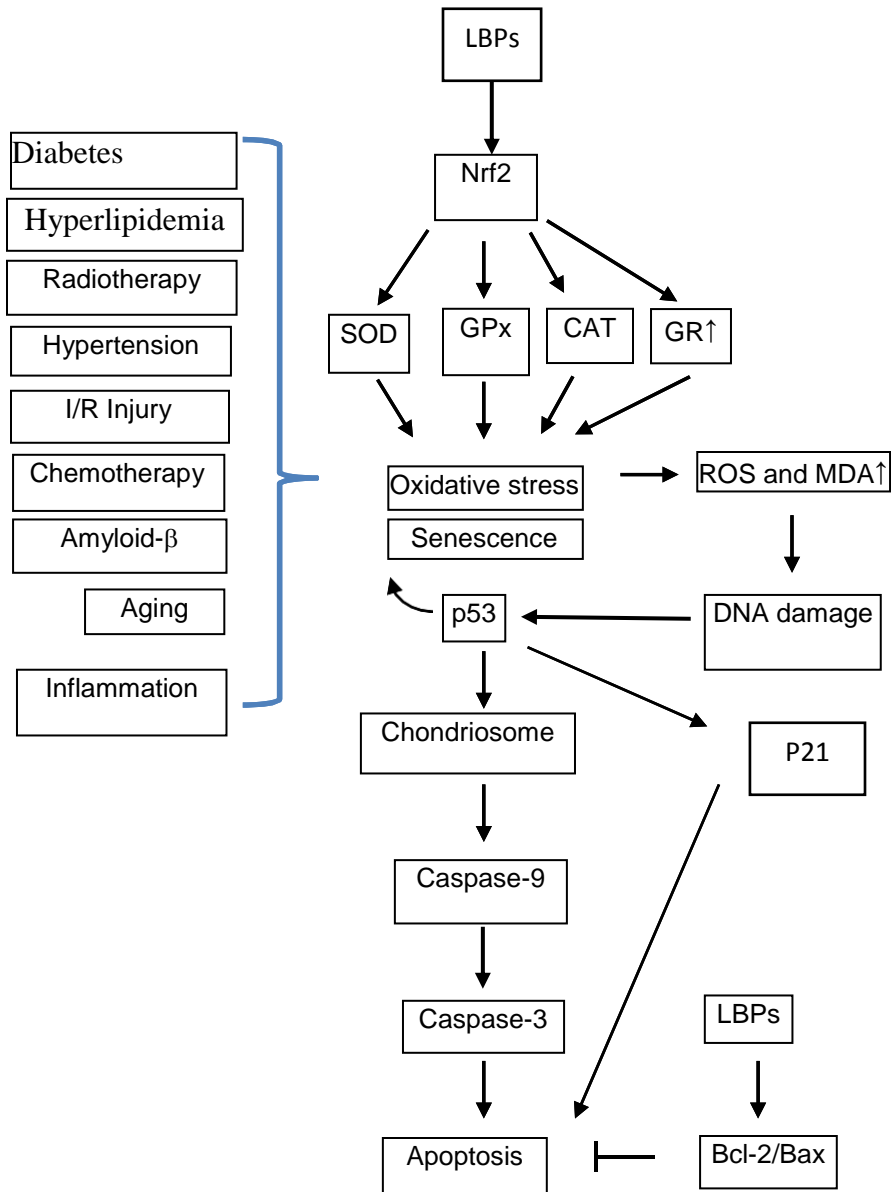 LBPs
Nrf2
Diabetes
Hyperlipidemia
Radiotherapy
Hypertension
I/R Injury
Chemotherapy
Amyloid-β
Aging
Inflammation
SOD
GPx
CAT
GR↑
Oxidative stress
Senescence
ROS and MDA↑
DNA damage
p53
Chondriosome
P21
Caspase-9
Caspase-3
LBPs
Apoptosis
Bcl-2/Bax